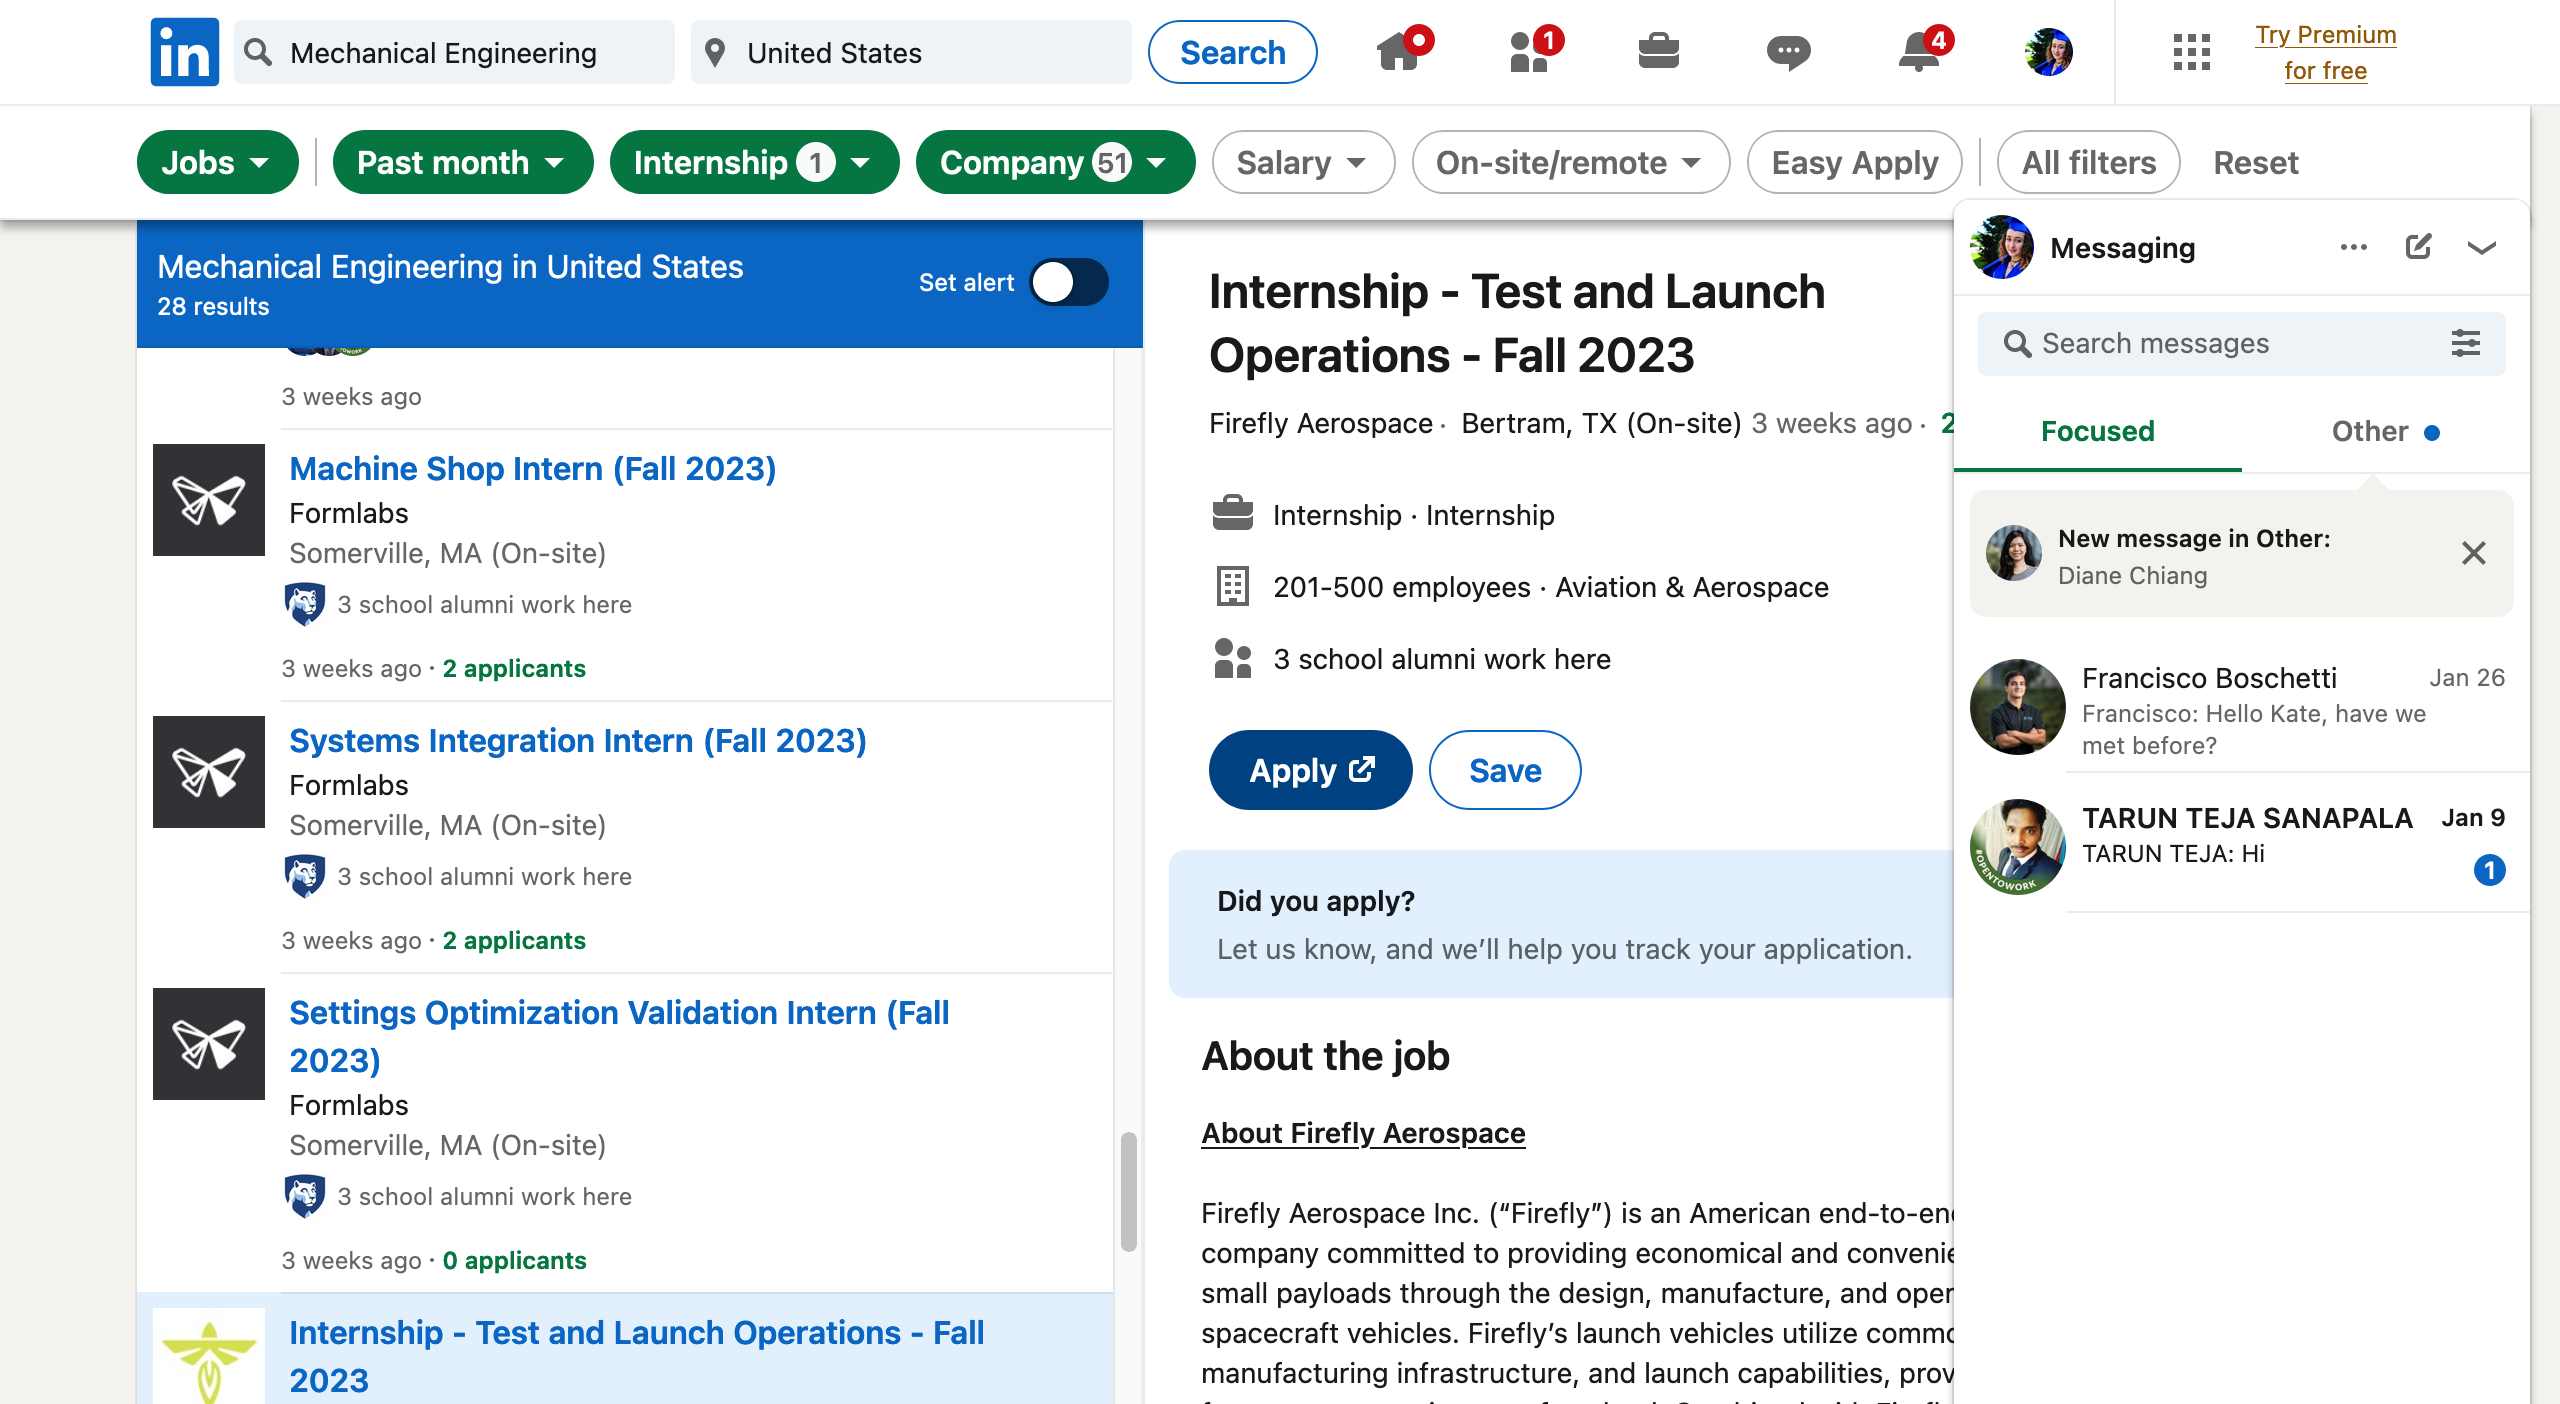 in
Mechanical Engineering
United States
Search
1
4
Try Premium
for free
Jobs
Past month
Internship 1
Company 51
Salary
On-site/remote
Easy Apply
All filters
Reset
Mechanical Engineering in United States
28 results
Set alert
3 weeks ago
Machine Shop Intern (Fall 2023)
Formlabs
Somerville, MA (On-site)
3 school alumni work here
3 weeks ago · 2 applicants
Systems Integration Intern (Fall 2023)
Formlabs
Somerville, MA (On-site)
3 school alumni work here
3 weeks ago · 2 applicants
Settings Optimization Validation Intern (Fall
2023)
Formlabs
Somerville, MA (On-site)
3 school alumni work here
3 weeks ago · 0 applicants
Internship - Test and Launch Operations - Fall
2023
Internship - Test and Launch
Operations - Fall 2023
Firefly Aerospace · Bertram, TX (On-site) 3 weeks ago · 2
Internship · Internship
201-500 employees · Aviation & Aerospace
3 school alumni work here
Apply
Save
Did you apply?
Let us know, and we’ll help you track your application.
About the job
About Firefly Aerospace
Firefly Aerospace Inc. (“Firefly”) is an American end-to-en
company committed to providing economical and convenie
small payloads through the design, manufacture, and oper
spacecraft vehicles. Firefly’s launch vehicles utilize commo
manufacturing infrastructure, and launch capabilities, prov
Messaging
Search messages
Focused
Other
New message in Other:
Diane Chiang
Francisco Boschetti
Jan 26
Francisco: Hello Kate, have we
met before?
TARUN TEJA SANAPALA
Jan 9
TARUN TEJA: Hi
1
#OPENTOWORK